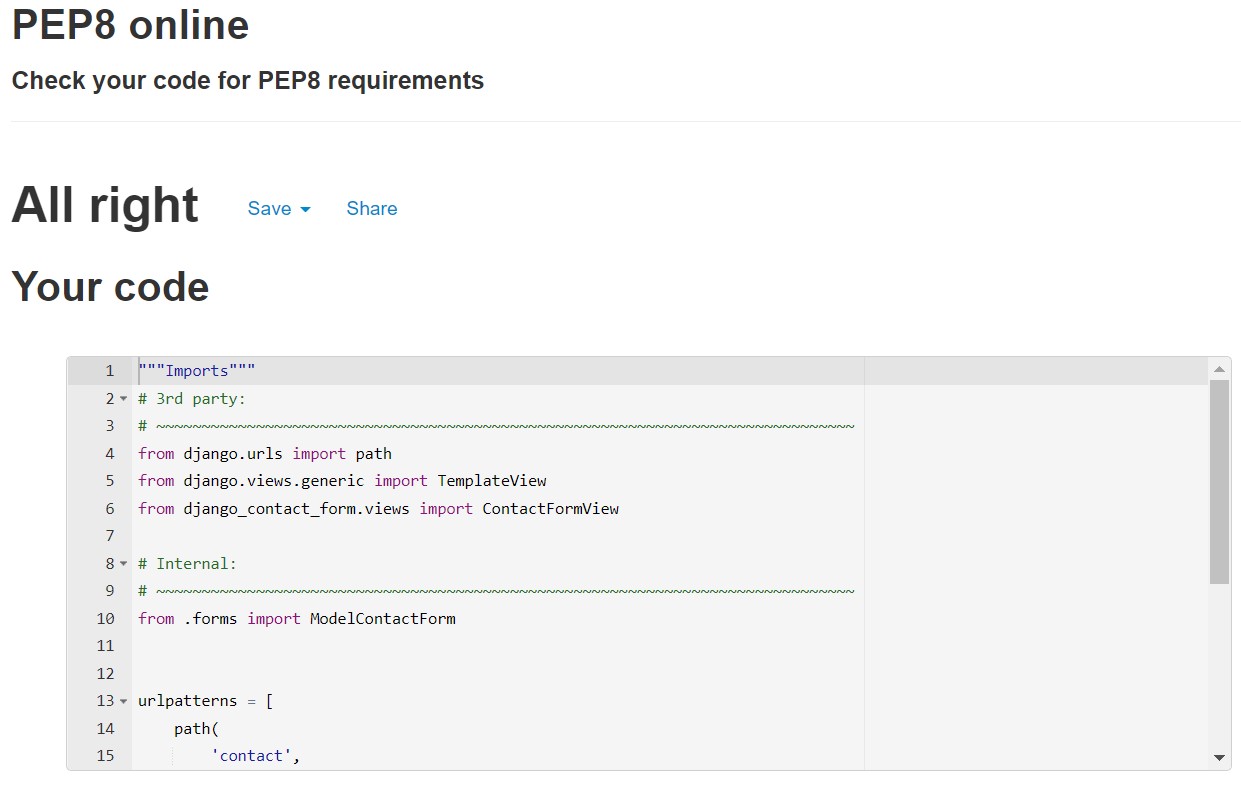 PEP8 online
Check your code for PEP8 requirements
All right Save Share
Your code
1 """Imports"""
2 # 3rd party:
3 # ~~~~~~~~~~~~~~~~~~~~~~~~~~~~~~~~~~~~~~~~~~~~~~~~~~~~~~~~~~~~~~~~~~~~~~~~~~~~~
4 from django.urls import path
5 from django.views.generic import TemplateView
6 from django_contact_form.views import ContactFormView
7
8 # Internal:
9 # ~~~~~~~~~~~~~~~~~~~~~~~~~~~~~~~~~~~~~~~~~~~~~~~~~~~~~~~~~~~~~~~~~~~~~~~~~~~~~
10 from .forms import ModelContactForm
11
12
13 urlpatterns = [
14 path(
15 'contact',